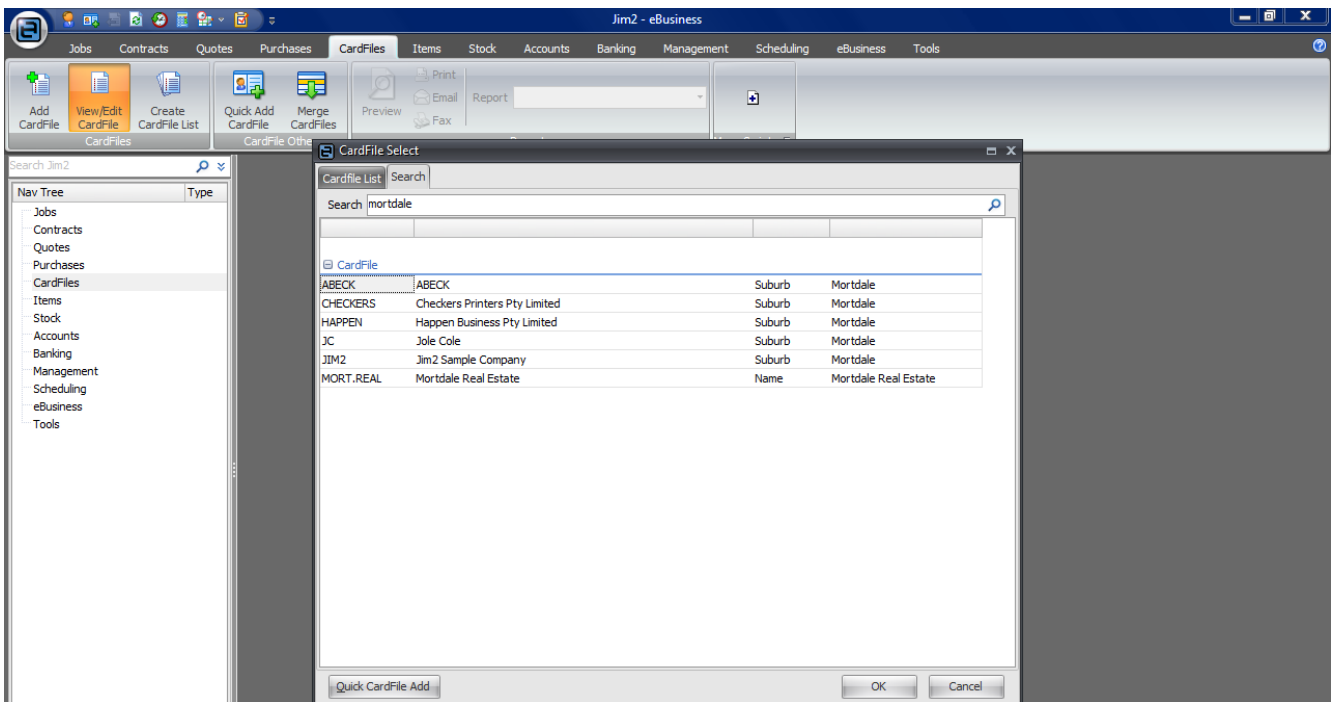 Jim2 - eBusiness
Jobs Contracts Quotes Purchases CardFiles Items Stock Accounts Banking Management Scheduling eBusiness Tools
Print
Email Report
Fax
Add CardFile
View/Edit CardFile
Create CardFile List
Quick Add CardFile
Merge CardFiles
Preview
CardFiles
CardFile Othe
Search Jim2
Nav Tree Type
Jobs
Contracts
Quotes
Purchases
CardFiles
Items
Stock
Accounts
Banking
Management
Scheduling
eBusiness
Tools
CardFile Select
Cardfile List Search
Search mortdale
CardFile
ABECK ABECK Suburb Mortdale
CHECKERS Checkers Printers Pty Limited Suburb Mortdale
HAPPEN Happen Business Pty Limited Suburb Mortdale
JC Jole Cole Suburb Mortdale
JIM2 Jim2 Sample Company Suburb Mortdale
MORT.REAL Mortdale Real Estate Name Mortdale Real Estate
Quick CardFile Add OK Cancel